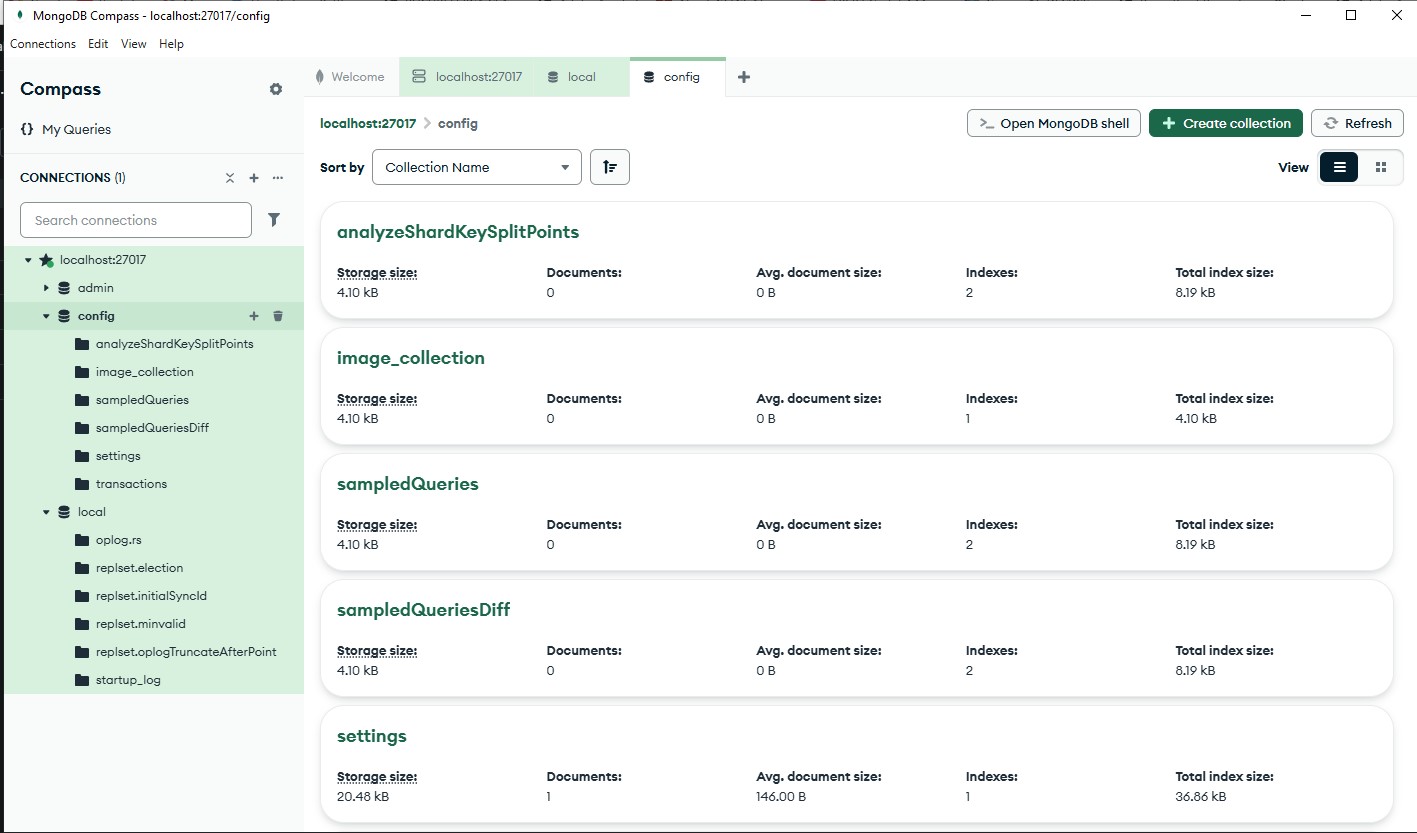 MongoDB Compass - localhost:27017/config
Connections Edit View Help
Compass
My Queries
CONNECTIONS (1)
Search connections
localhost:27017
admin
config
analyzeShardKeySplitPoints
image_collection
sampledQueries
sampledQueriesDiff
settings
transactions
local
oplog.rs
replset.election
replset.initialSyncId
replset.minvalid
replset.oplogTruncateAfterPoint
startup_log
Welcome localhost:27017 local config
localhost:27017 > config
Open MongoDB shell Create collection Refresh
Sort by Collection Name View
analyzeShardKeySplitPoints
Storage size: Documents: Avg. document size: Indexes: Total index size:
4.10 kB 0 0 B 2 8.19 kB
image_collection
Storage size: Documents: Avg. document size: Indexes: Total index size:
4.10 kB 0 0 B 1 4.10 kB
sampledQueries
Storage size: Documents: Avg. document size: Indexes: Total index size:
4.10 kB 0 0 B 2 8.19 kB
sampledQueriesDiff
Storage size: Documents: Avg. document size: Indexes: Total index size:
4.10 kB 0 0 B 2 8.19 kB
settings
Storage size: Documents: Avg. document size: Indexes: Total index size:
20.48 kB 1 146.00 B 1 36.86 kB